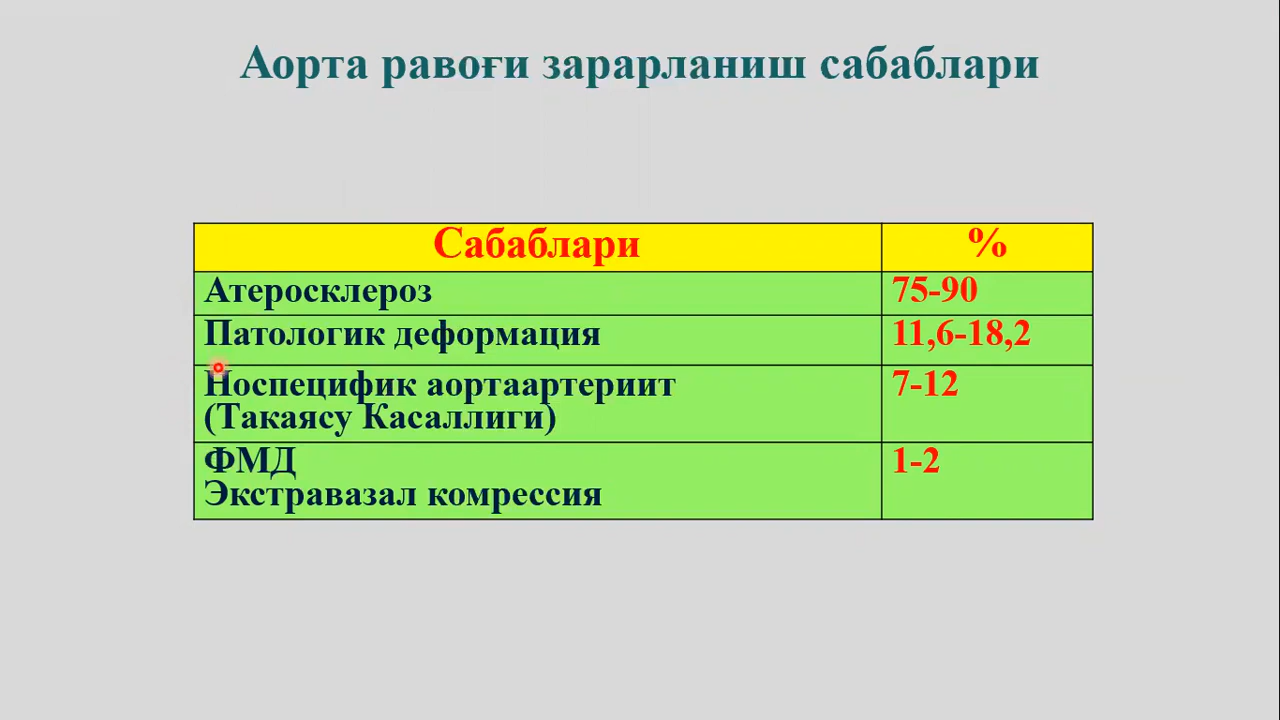 Аорта равоғи зарарланиш сабаблари
Сабаблари %
Атеросклероз 75-90
Патологик деформация 11,6-18,2
Носпецифик аортаартериит 7-12
(Такаясу Касаллиги)
ФМД 1-2
Экстравазал комрессия